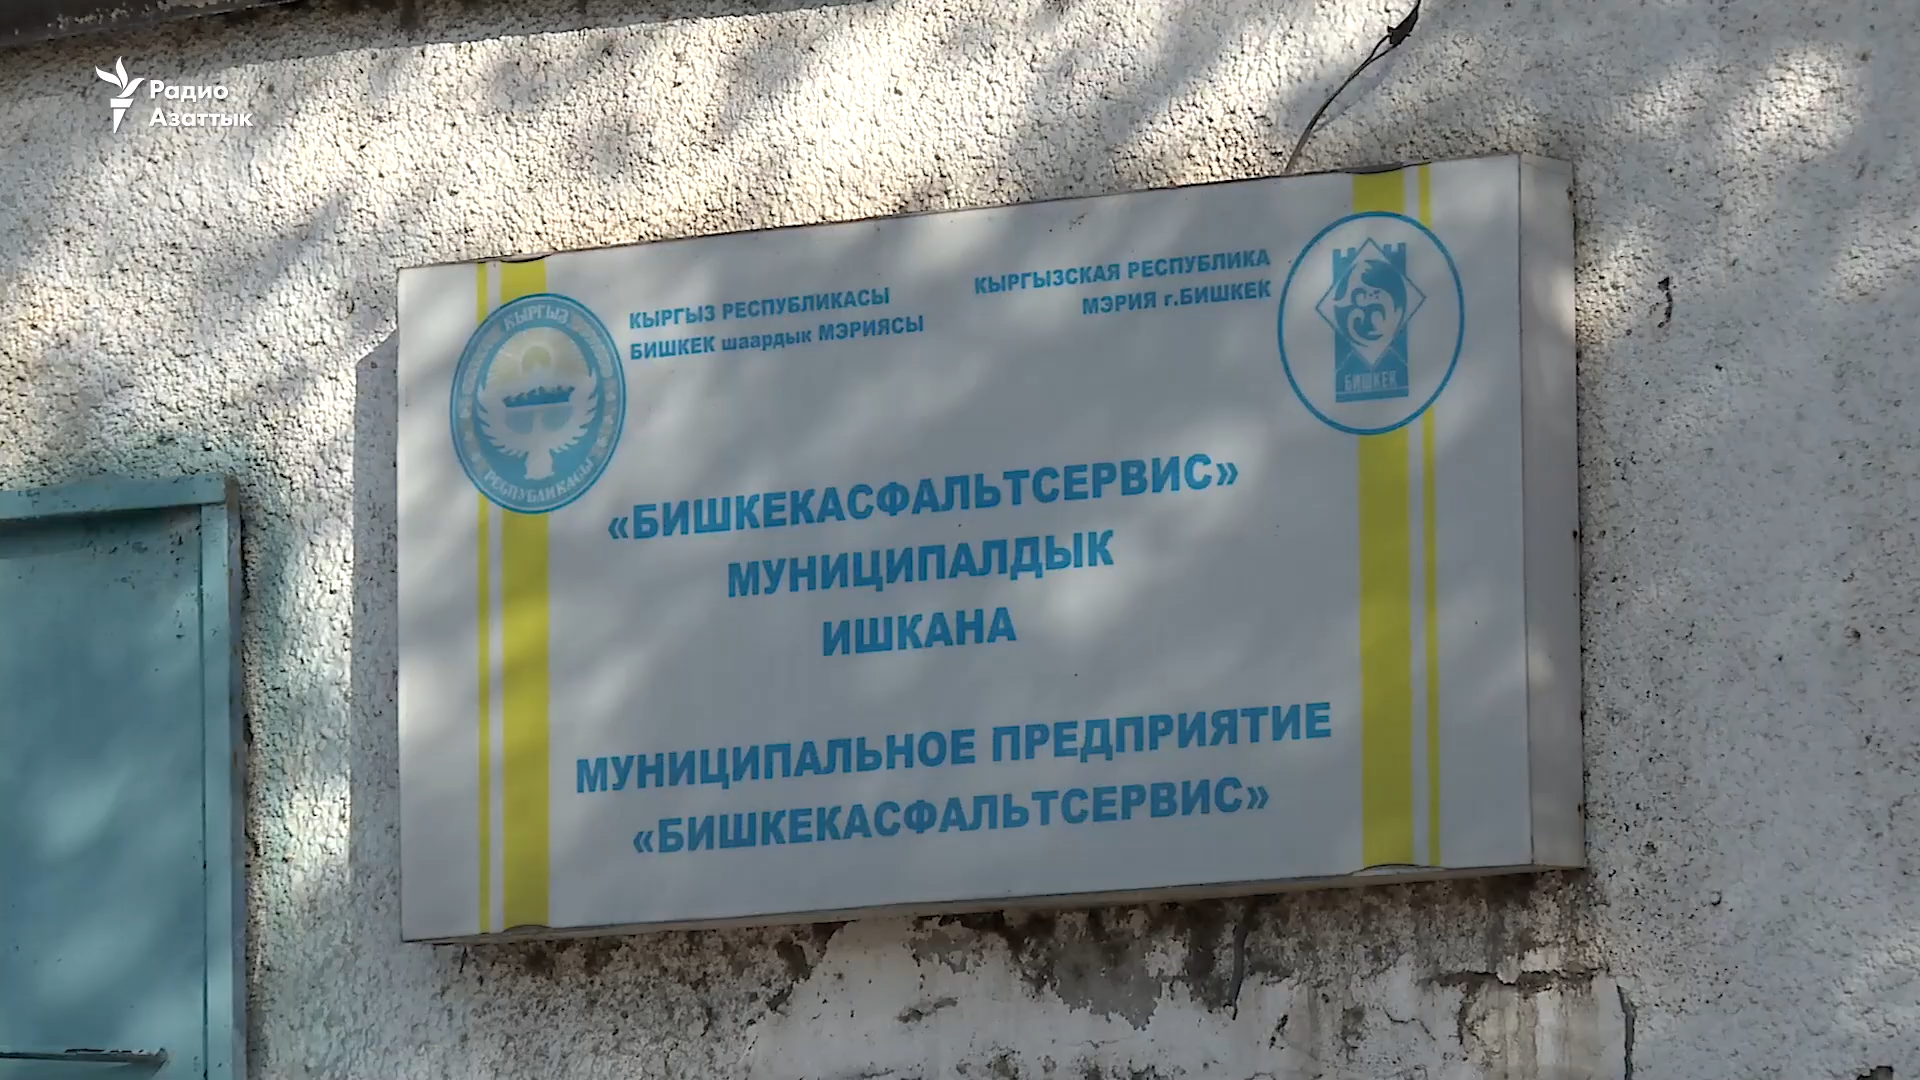 Радио
Азаттык
КЫРГЫЗ РЕСПУБЛИКАСЫ
БИШКЕК шаардык МЭРИЯСЫ
КЫРГЫЗСКАЯ РЕСПУБЛИКА
МЭРИЯ г.БИШКЕК
КЫРГЫЗ
РЕСПУБЛИКАСЫ
БИШКЕК
«БИШКЕКАСФАЛЬТСЕРВИС»
МУНИЦИПАЛДЫК
ИШКАНА
МУНИЦИПАЛЬНОЕ ПРЕДПРИЯТИЕ
«БИШКЕКАСФАЛЬТСЕРВИС»